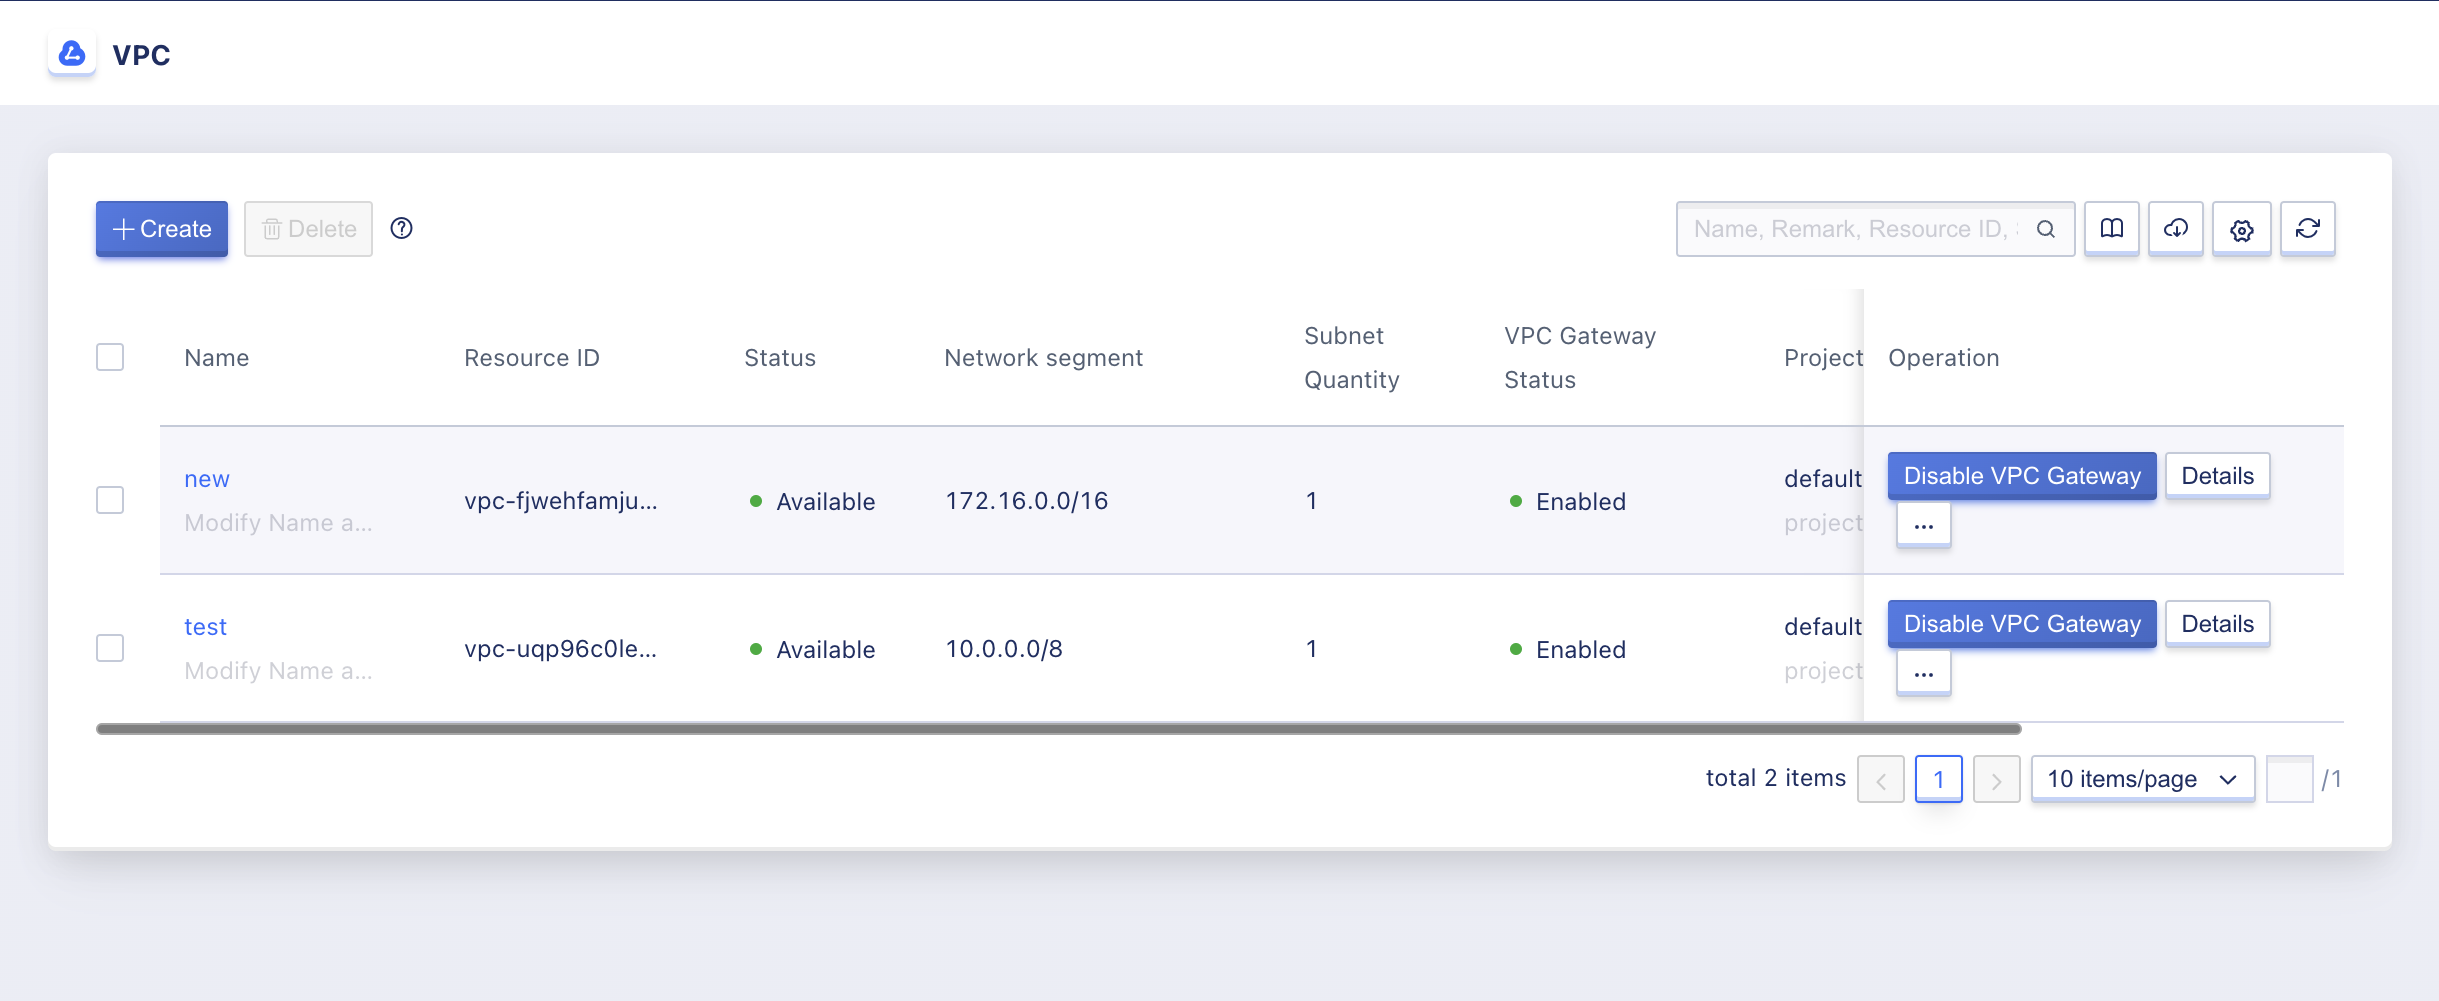 VPC
Create
Delete
Name, Remark, Resource ID,
Name
Resource ID
Status
Network segment
Subnet
Quantity
VPC Gateway
Status
Project
Operation
new
Modify Name a...
vpc-fjwehfamju...
Available
172.16.0.0/16
1
Enabled
default
project
Disable VPC Gateway
Details
...
test
Modify Name a...
vpc-uqp96c0le...
Available
10.0.0.0/8
1
Enabled
default
project
Disable VPC Gateway
Details
...
total 2 items
1
10 items/page
/1